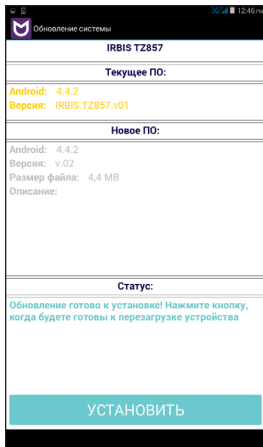 3G 12:46 PM
Обновление системы
IRBIS TZ857
Текущее ПО:
Android: 4.4.2
Версия: IRBIS,TZ857.v01
Новое ПО:
Android: 4.4.2
Версия: v.02
Размер файла: 4,4 MB
Описание:
Статус:
Обновление готово к установке! Нажмите кнопку,
когда будете готовы к перезагрузке устройства
УСТАНОВИТЬ